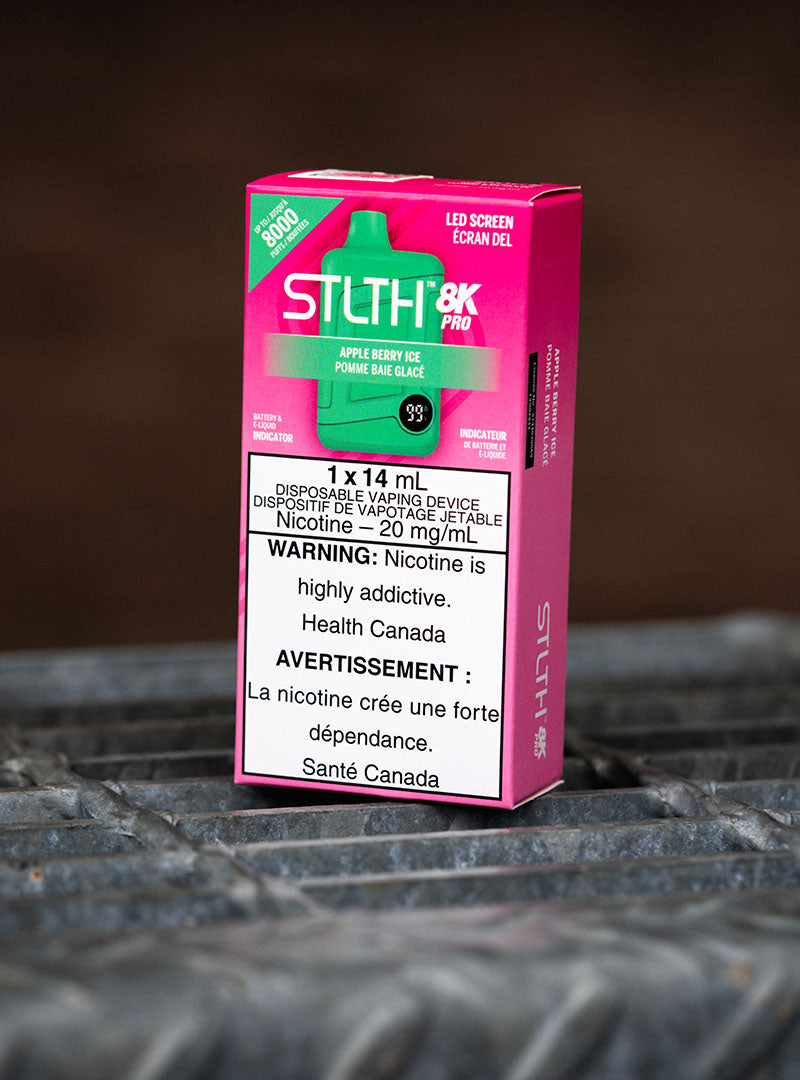 UP TO / JUSQU'À
8000
PUFFS / BOUFFÉES
LED SCREEN
ÉCRAN DEL
STLTH™ 8K
PRO
APPLE BERRY ICE
POMME BAIE GLACÉ
99
BATTERY &
E-LIQUID
INDICATOR
INDICATEUR
DE BATTERIE ET
E-LIQUIDE
1 x 14 mL
DISPOSABLE VAPING DEVICE
DISPOSITIF DE VAPOTAGE JETABLE
Nicotine – 20 mg/mL
WARNING: Nicotine is
highly addictive.
Health Canada
AVERTISSEMENT :
La nicotine crée une forte
dépendance.
Santé Canada
APPLE BERRY ICE
POMME BAIE GLACÉ
STLTH™ 8K
PRO